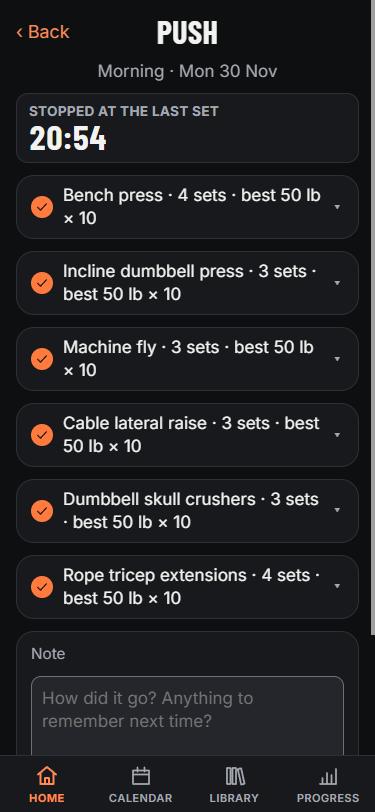 ‹ Back
PUSH
Morning · Mon 30 Nov
STOPPED AT THE LAST SET
20:54
Bench press · 4 sets · best 50 lb
× 10
Incline dumbbell press · 3 sets ·
best 50 lb × 10
Machine fly · 3 sets · best 50 lb
× 10
Cable lateral raise · 3 sets · best
50 lb × 10
Dumbbell skull crushers · 3 sets
· best 50 lb × 10
Rope tricep extensions · 4 sets ·
best 50 lb × 10
Note
How did it go? Anything to
remember next time?
HOME
CALENDAR
LIBRARY
PROGRESS